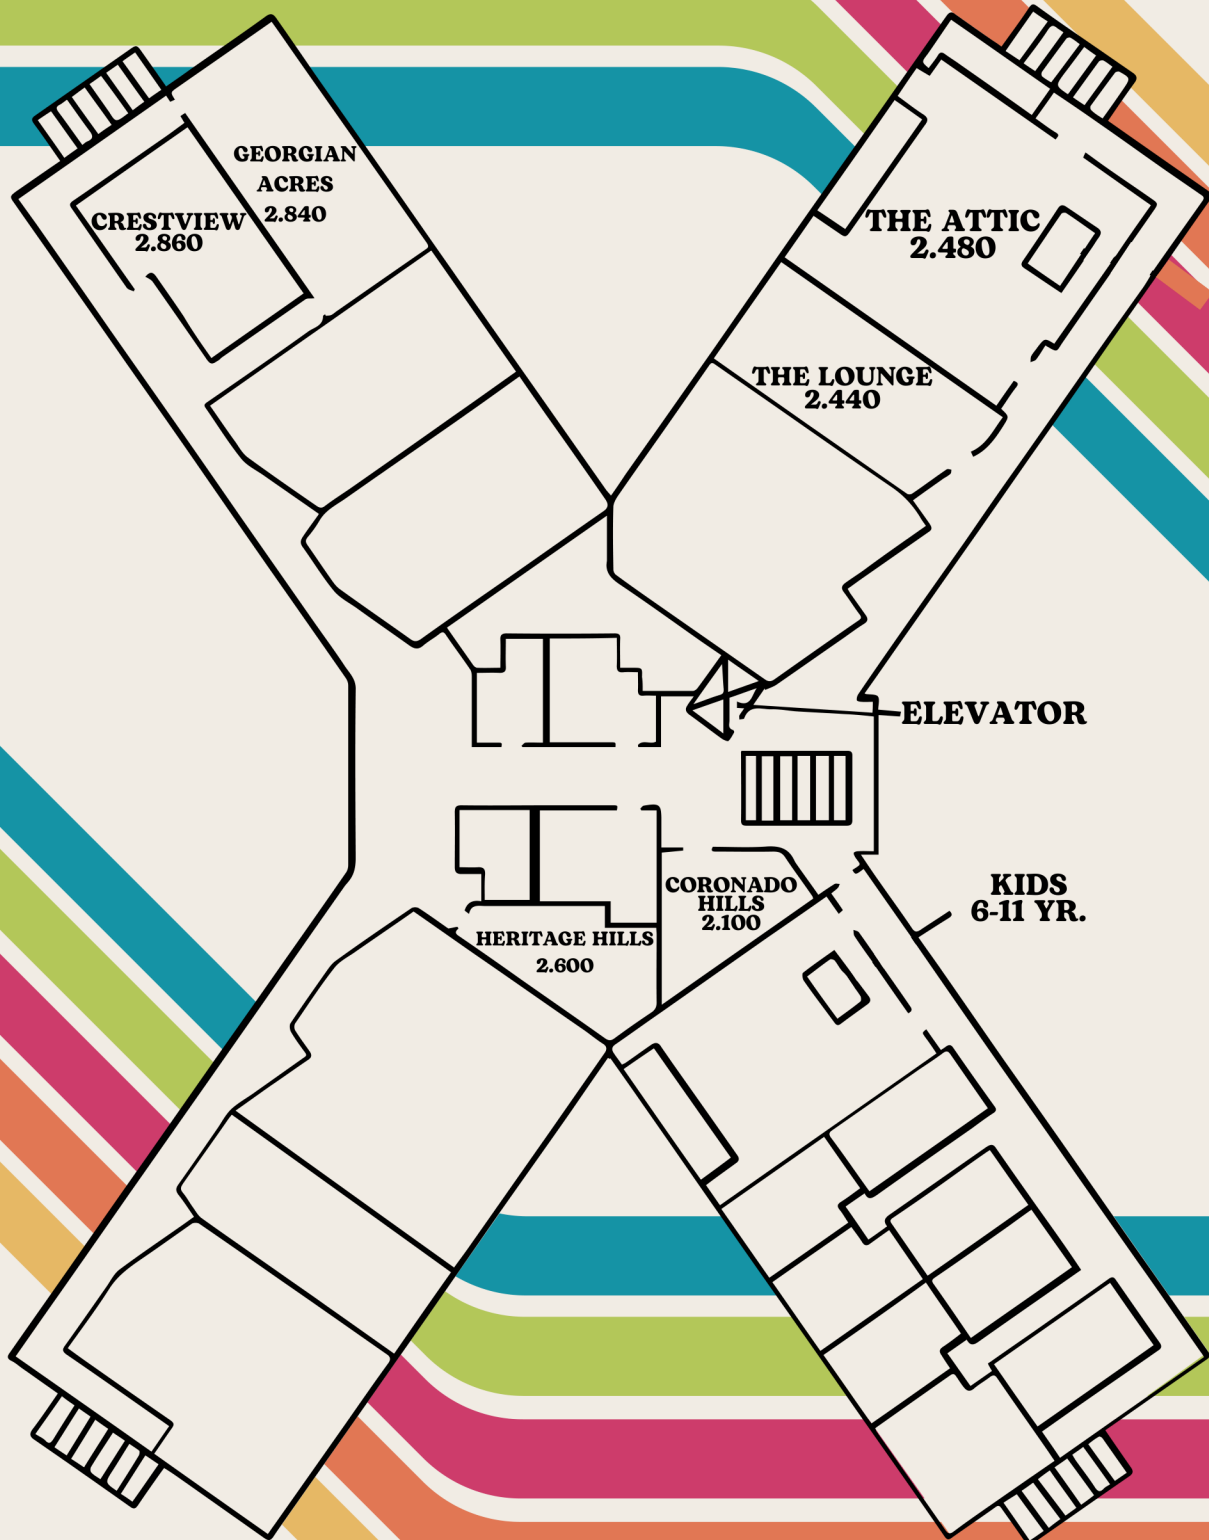 GEORGIAN
ACRES
2.840
CRESTVIEW
2.860
THE ATTIC
2.480
THE LOUNGE
2.440
ELEVATOR
KIDS
6-11 YR.
CORONADO
HILLS
2.100
HERITAGE HILLS
2.600